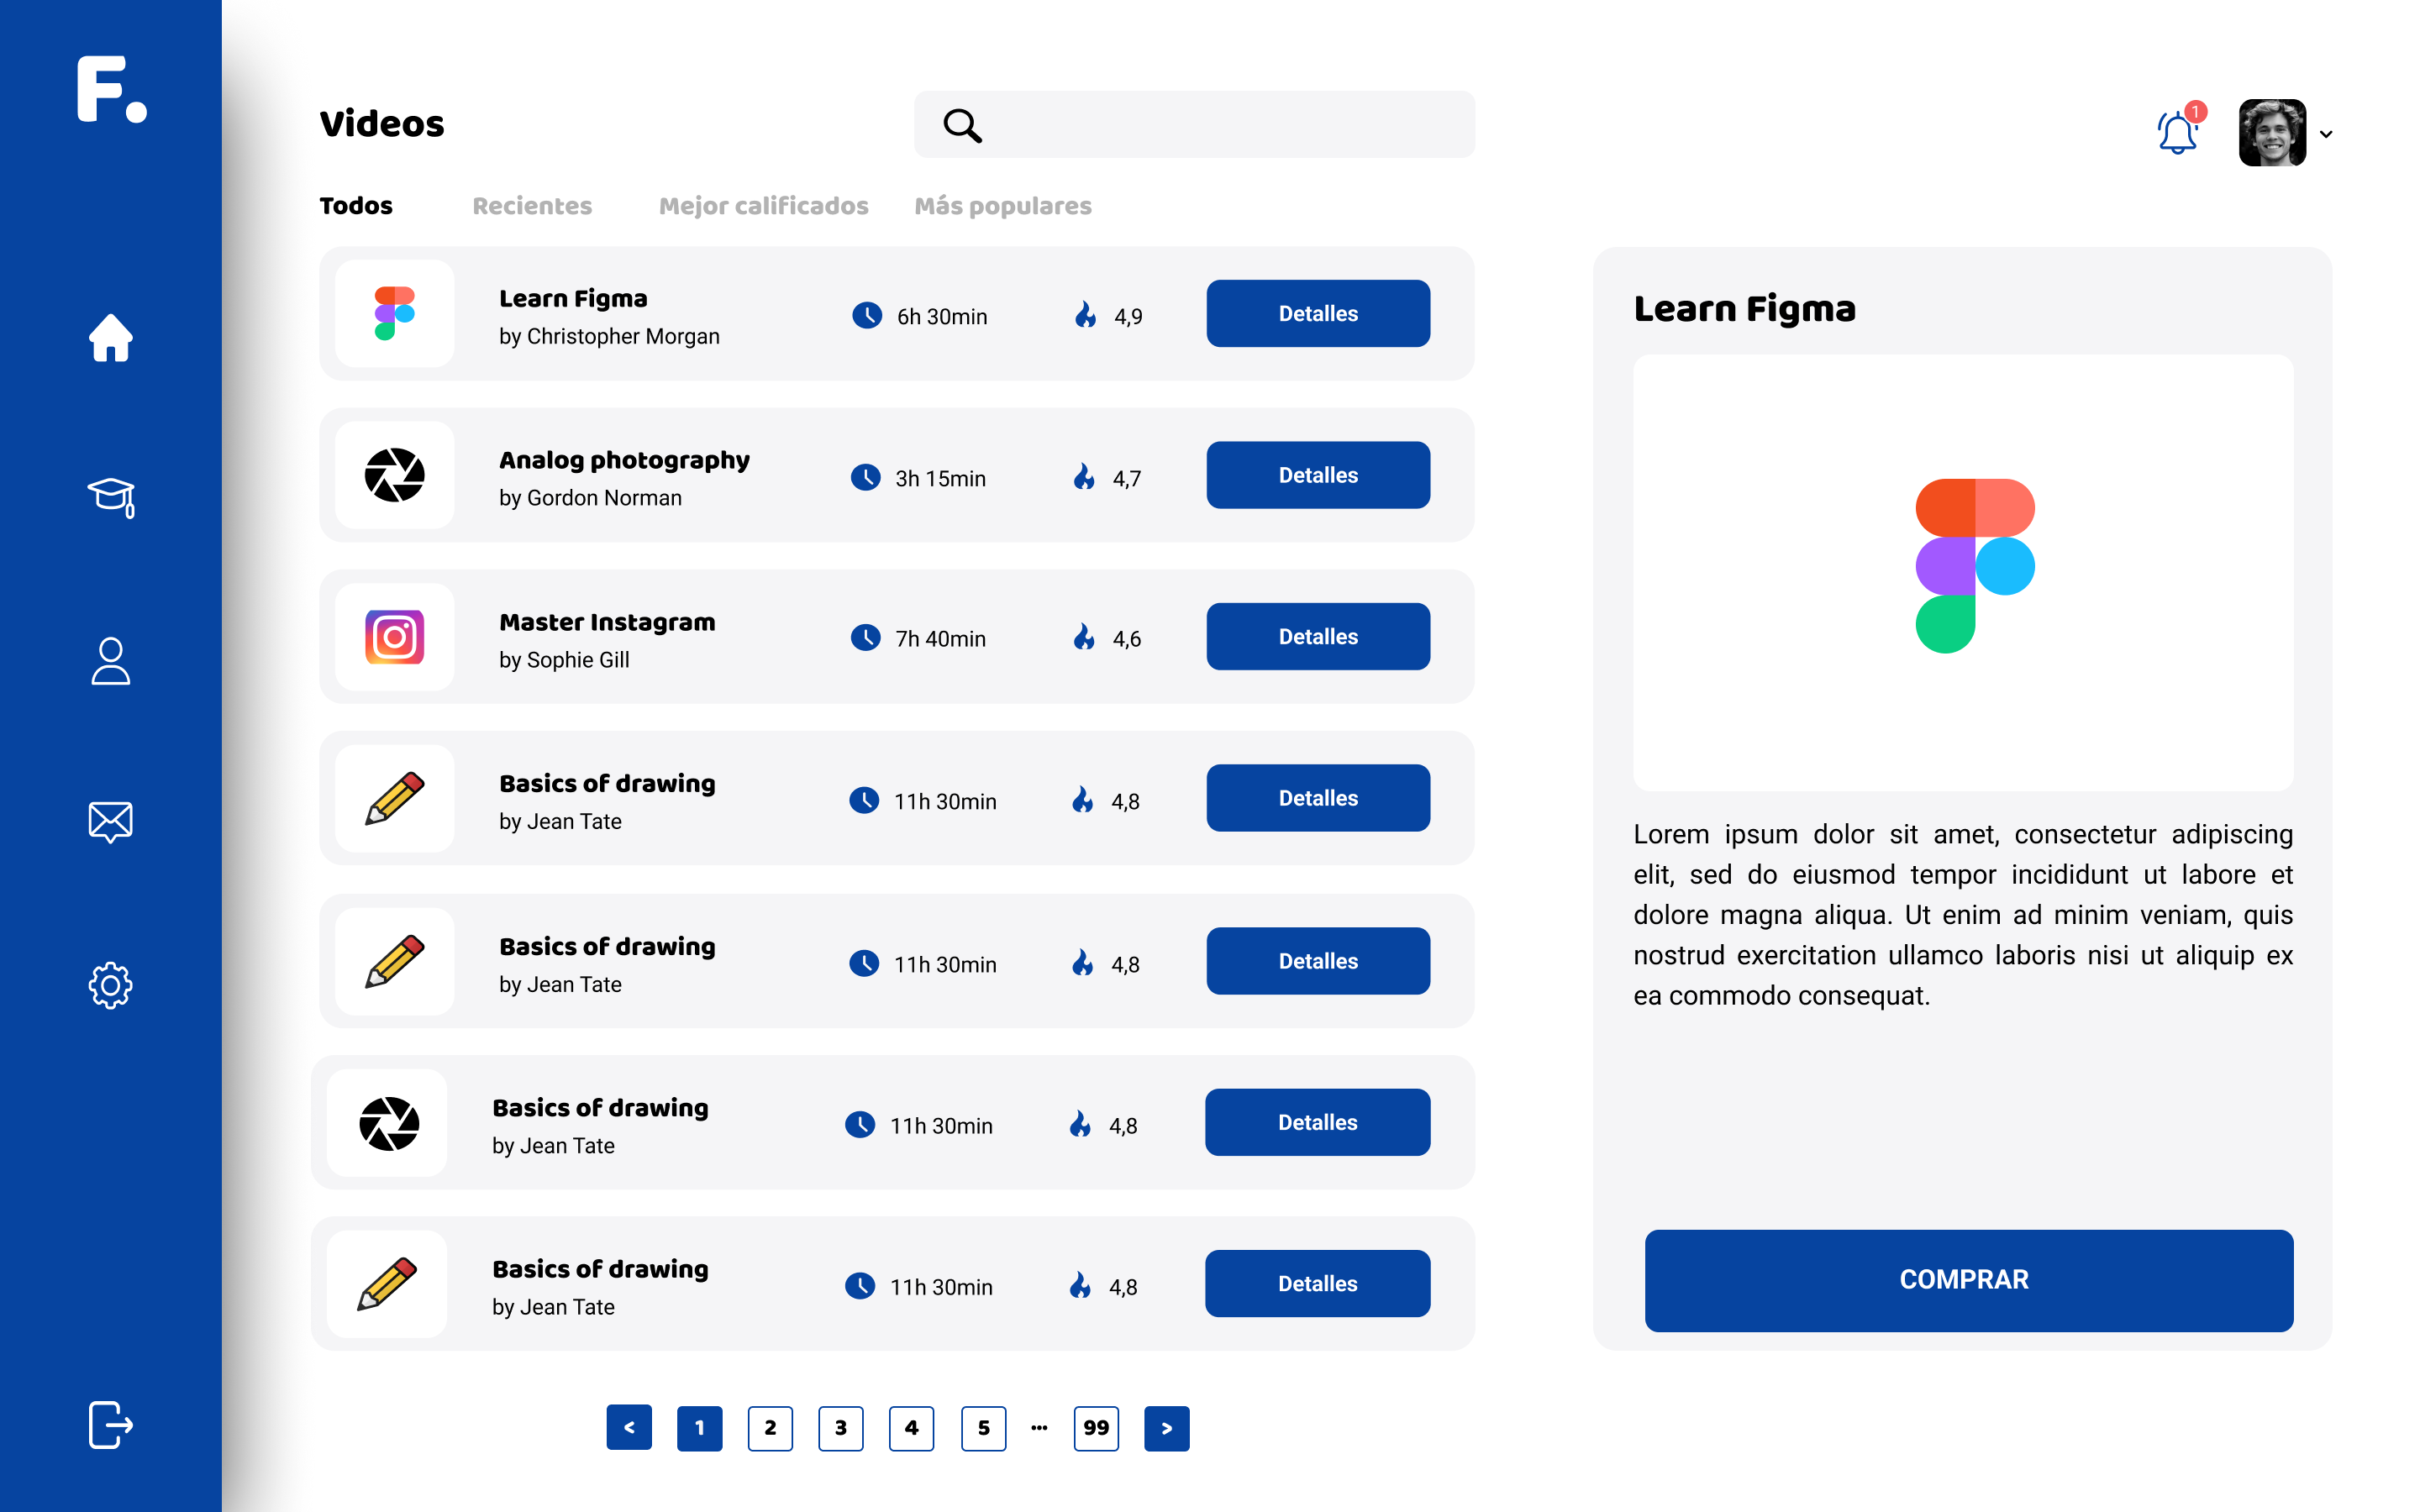 F.
Videos
1
Todos Recientes Mejor calificados Más populares
Learn Figma
by Christopher Morgan
6h 30min
4,9
Detalles
Analog photography
by Gordon Norman
3h 15min
4,7
Detalles
Master Instagram
by Sophie Gill
7h 40min
4,6
Detalles
Basics of drawing
by Jean Tate
11h 30min
4,8
Detalles
Basics of drawing
by Jean Tate
11h 30min
4,8
Detalles
Basics of drawing
by Jean Tate
11h 30min
4,8
Detalles
Basics of drawing
by Jean Tate
11h 30min
4,8
Detalles
< 1 2 3 4 5 ... 99 >
Learn Figma
Lorem ipsum dolor sit amet, consectetur adipiscing
elit, sed do eiusmod tempor incididunt ut labore et
dolore magna aliqua. Ut enim ad minim veniam, quis
nostrud exercitation ullamco laboris nisi ut aliquip ex
ea commodo consequat.
COMPRAR